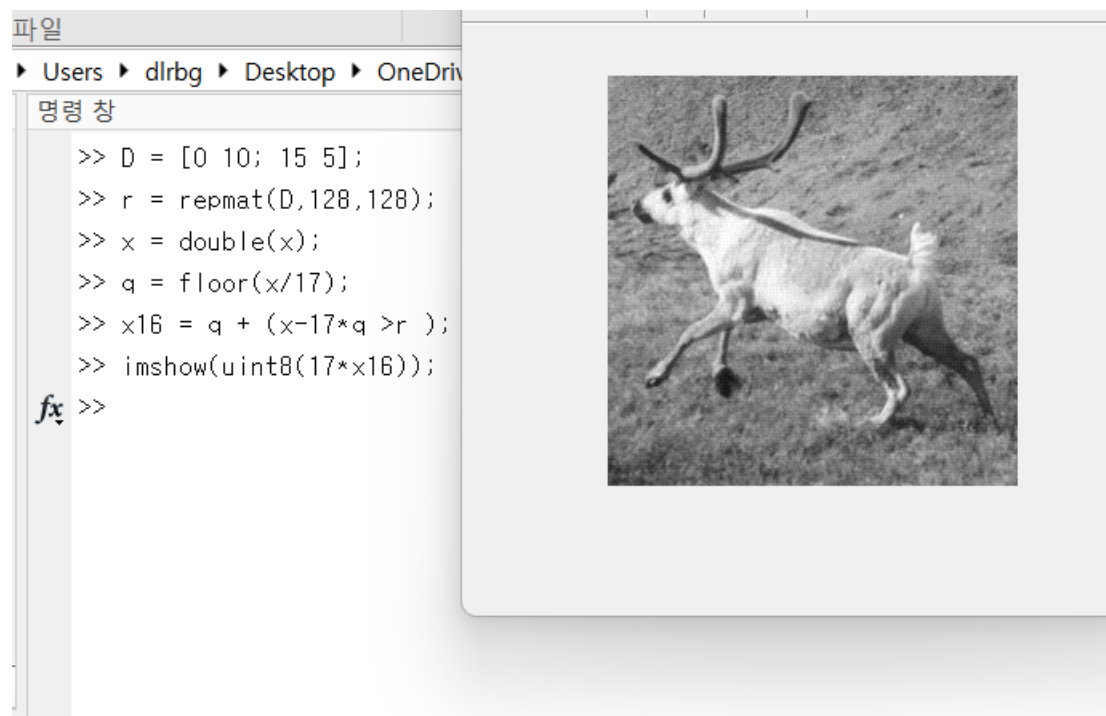 파일
Users dlrbg Desktop
명령 창
>> D = [0 10; 15 5];
>> r = repmat(D,128,128);
>> x = double(x);
>> q = floor(x/17);
>> x16 = q + (x-17*q >r );
>> imshow(uint8(17*x16));
fx >>